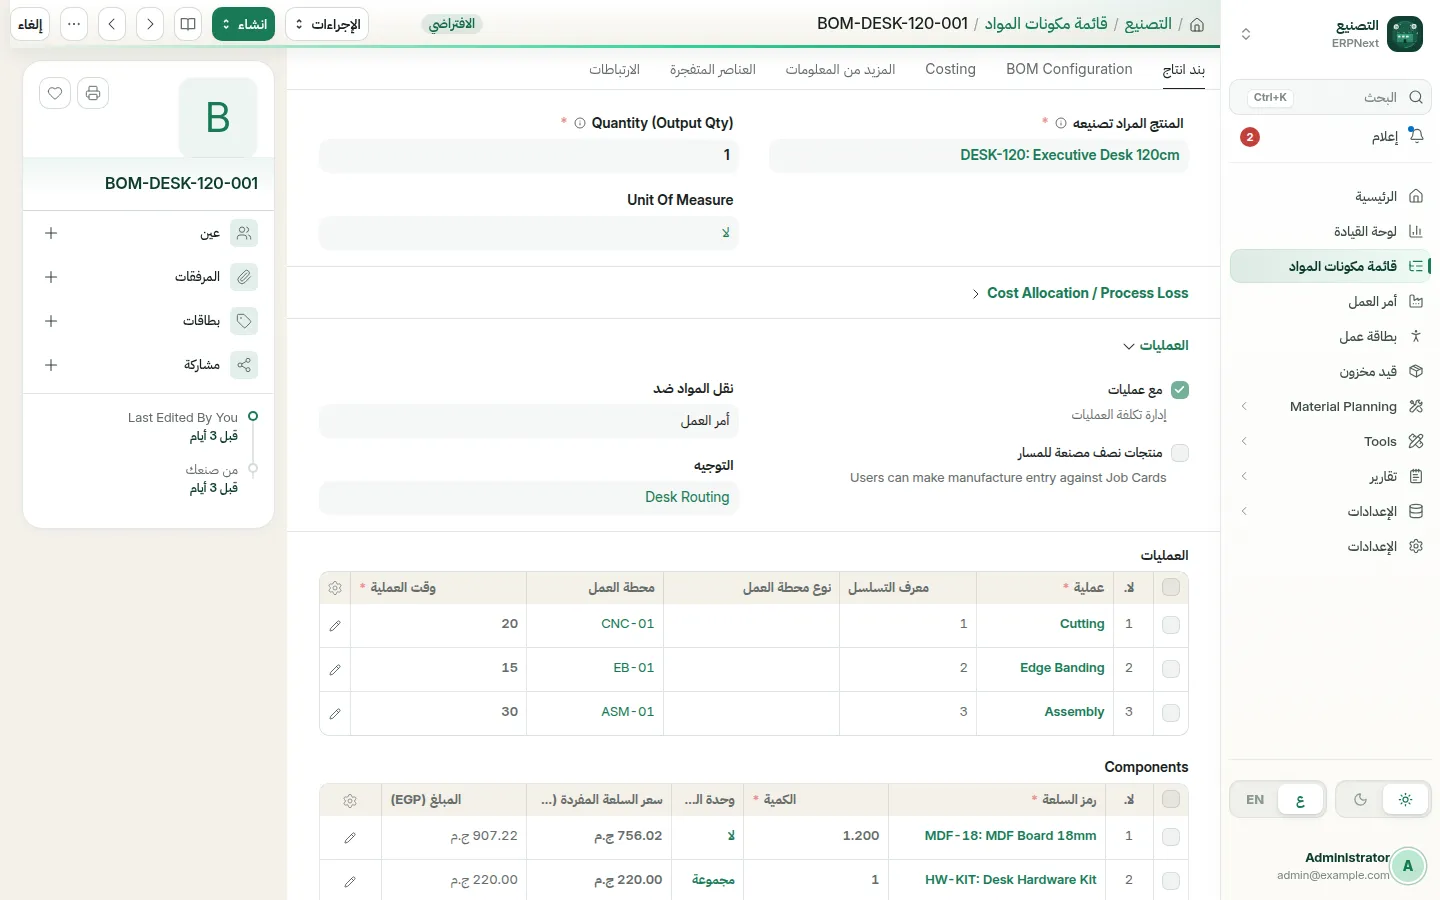 التصنيع
ERPNext
البحث
Ctrl+K
إعلام
2
الرئيسية
لوحة القيادة
قائمة مكونات المواد
أمر العمل
بطاقة عمل
قيد مخزون
Material Planning
Tools
تقارير
الإعدادات
الإعدادات
EN
ع
A
Administrator
admin@example.com
/ التصنيع / قائمة مكونات المواد / BOM-DESK-120-001
الافتراضي
الإجراءات
انشاء
إلغاء
بند انتاج
BOM Configuration
Costing
المزيد من المعلومات
العناصر المتفجرة
الارتباطات
المنتج المراد تصنيعه *
DESK-120: Executive Desk 120cm
Quantity (Output Qty) *
1
Unit Of Measure
لا
Cost Allocation / Process Loss
العمليات
مع عمليات
إدارة تكلفة العمليات
منتجات نصف مصنعة للمسار
Users can make manufacture entry against Job Cards
نقل المواد ضد
أمر العمل
التوجيه
Desk Routing
العمليات
لا. عملية * معرف التسلسل نوع محطة العمل محطة العمل وقت العملية *
1 Cutting 1 CNC-01 20
2 Edge Banding 2 EB-01 15
3 Assembly 3 ASM-01 30
Components
لا. رمز السلعة * الكمية * وحدة الـ... سعر السلعة المفردة (... المبلغ (EGP)
1 MDF-18: MDF Board 18mm 1.200 لا 756.02 ج.م 907.22 ج.م
2 HW-KIT: Desk Hardware Kit 1 مجموعة 220.00 ج.م 220.00 ج.م
B
BOM-DESK-120-001
عين
المرفقات
بطاقات
مشاركة
Last Edited By You
قبل 3 أيام
من صنعك
قبل 3 أيام